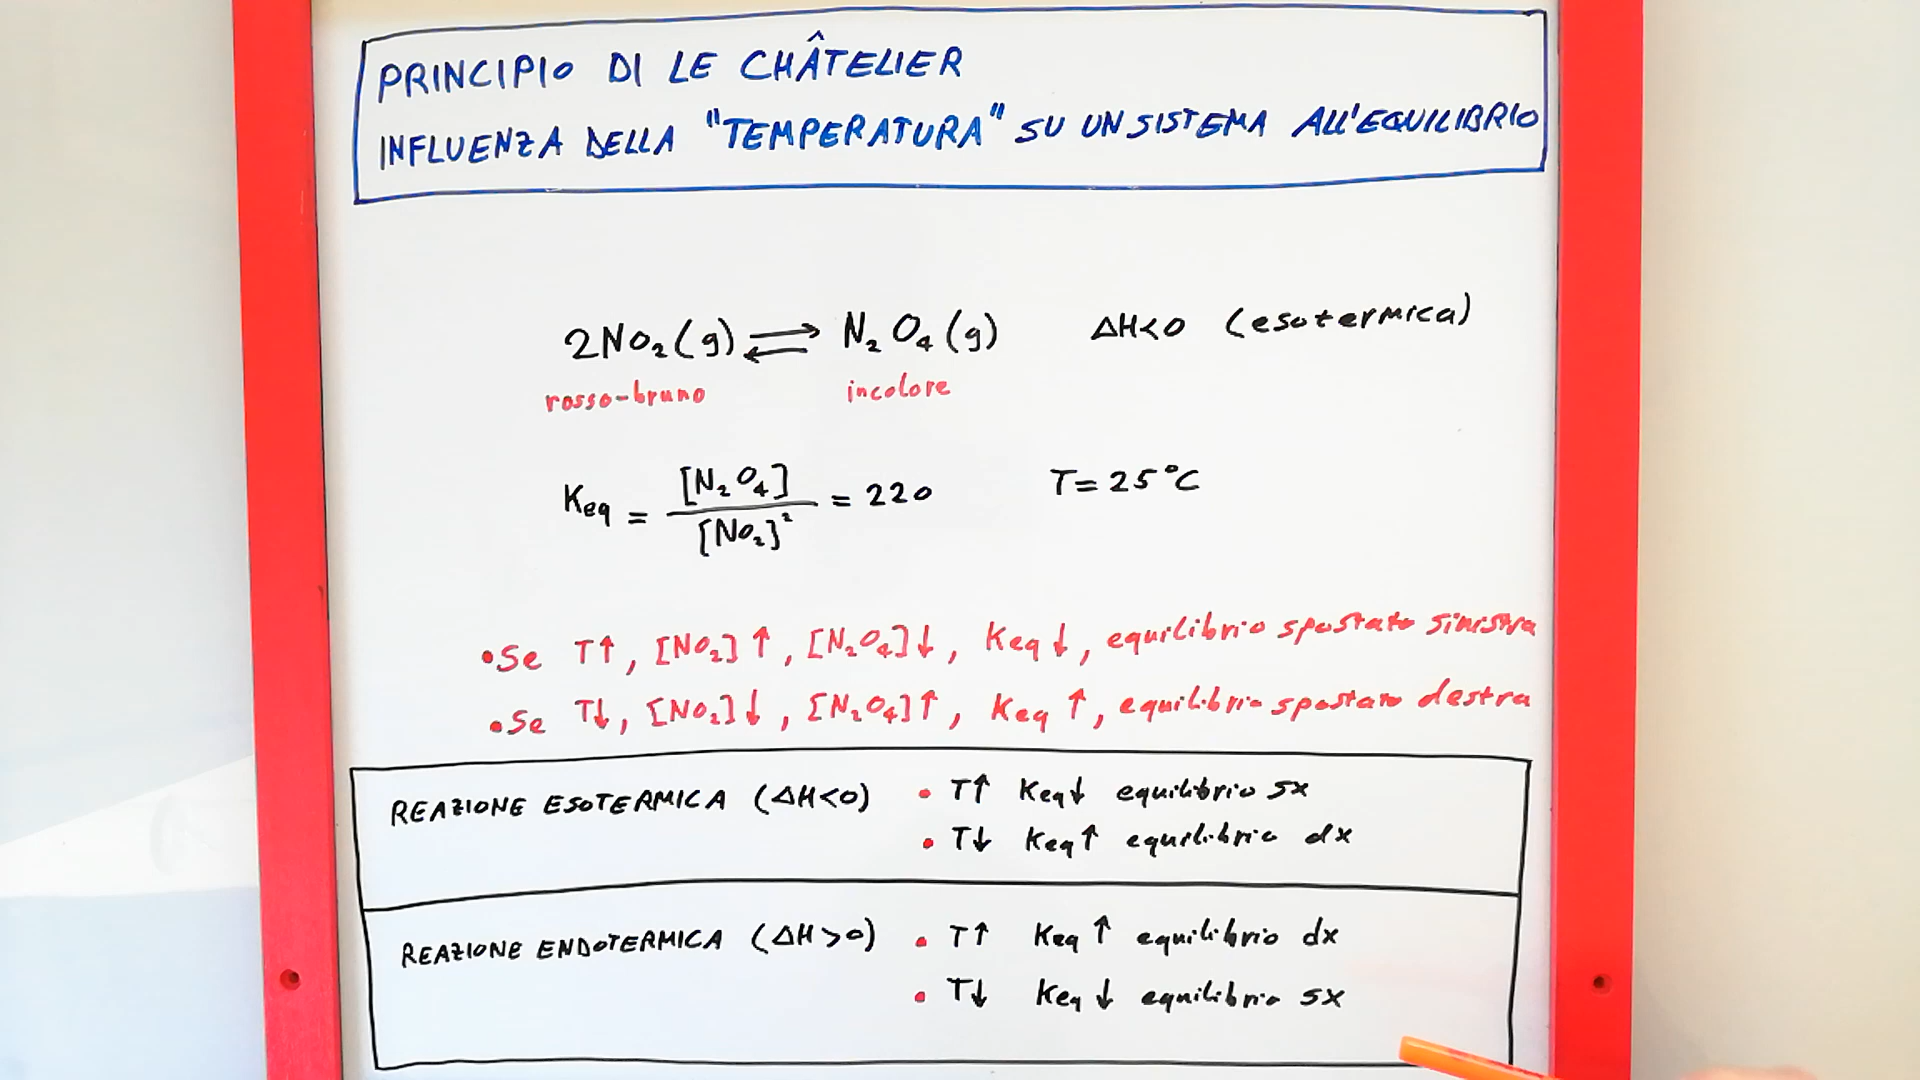 PRINCIPIO DI LE CHÂTELIER
INFLUENZA DELLA "TEMPERATURA" SU UN SISTEMA ALL'EQUILIBRIO
2NO₂(g) ⇌ N₂O₄(g) ΔH<0 (esotermica)
rosso-bruno incolore
Keq = [N₂O₄] / [NO₂]² = 220 T= 25°C
• Se T↑, [NO₂]↑, [N₂O₄]↓, Keq↓, equilibrio spostato sinistra
• Se T↓, [NO₂]↓, [N₂O₄]↑, Keq↑, equilibrio spostato destra
REAZIONE ESOTERMICA (ΔH<0) • T↑ Keq↓ equilibrio sx
• T↓ Keq↑ equilibrio dx
REAZIONE ENDOTERMICA (ΔH>0) • T↑ Keq↑ equilibrio dx
• T↓ Keq↓ equilibrio sx